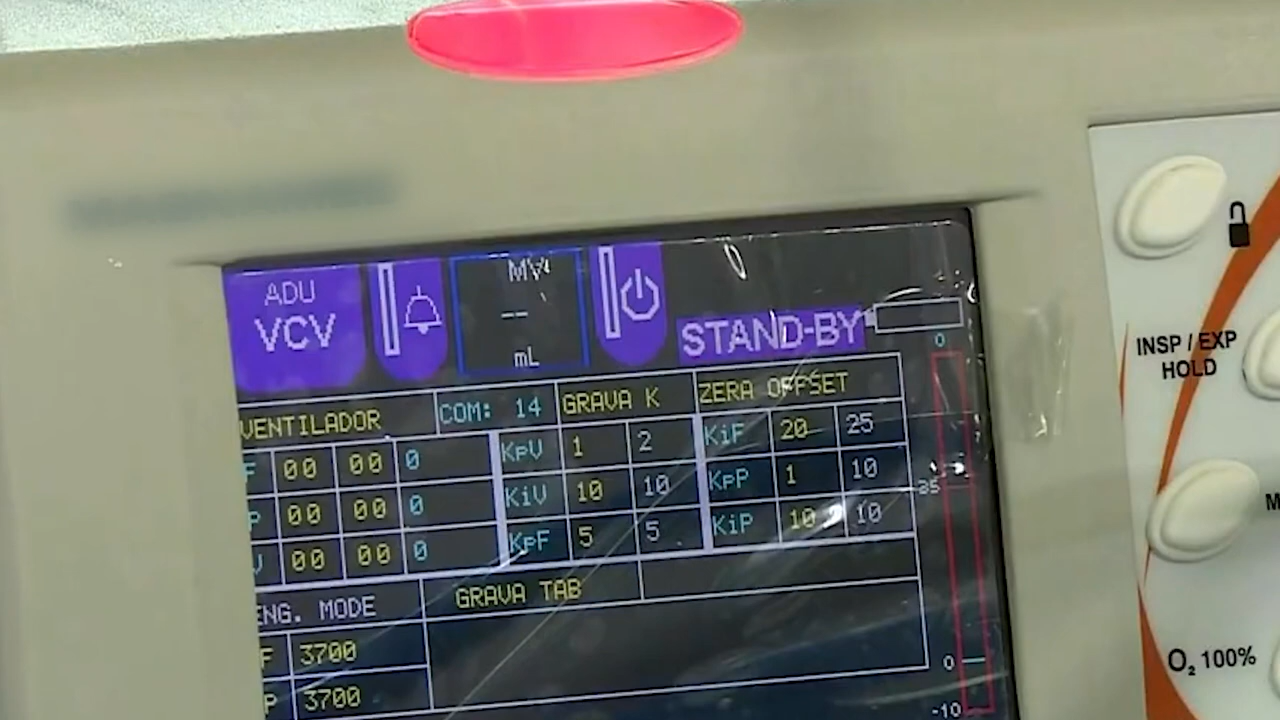 ADU
VCV
MV
--
mL
STAND-BY
VENTILADOR
COM: 14
GRAVA K
ZERA OFFSET
F 00 00 0
KpV 1 2
KiF 20 25
P 00 00 0
KiV 10 10
KpP 1 10
V 00 00 0
KpF 5 5
KiP 10 10
ENG. MODE
GRAVA TAB
F 3700
P 3700
0
0
-10
INSP / EXP
HOLD
M
O₂ 100%